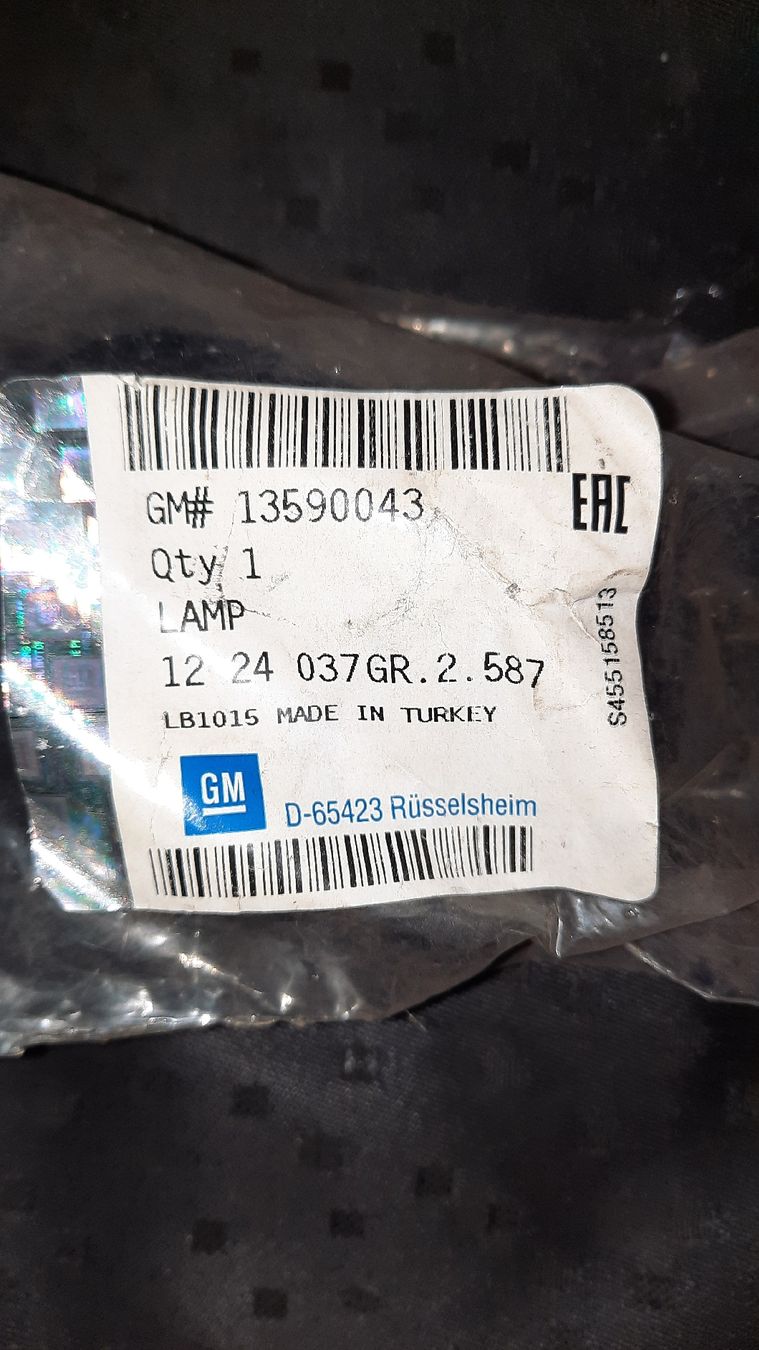 GM# 13590043
EAC
Qty 1
LAMP
12 24 037GR.2.587
LB1015 MADE IN TURKEY
S455158513
GM
D-65423 Rüsselsheim